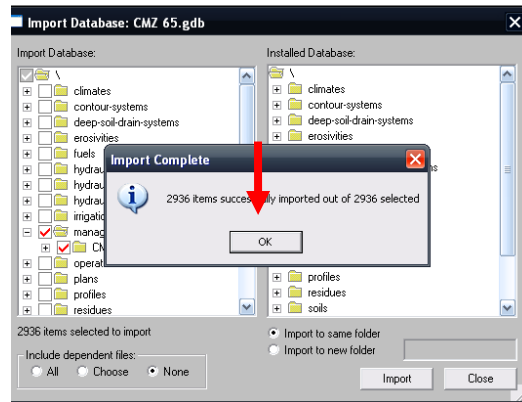 Import Database: CMZ 65.gdb
Import Database:
Installed Database:
\
climates
contour-systems
deep-soil-drain-systems
erosivities
fuels
hydrau
hydrau
hydrau
irrigatio
manag
CM
operat
plans
profiles
residues
\
climates
contour-systems
deep-soil-drain-systems
erosivities
ns
profiles
residues
soils
Import Complete
2936 items successfully imported out of 2936 selected
OK
2936 items selected to import
Include dependent files:
All
Choose
None
Import to same folder
Import to new folder
Import
Close